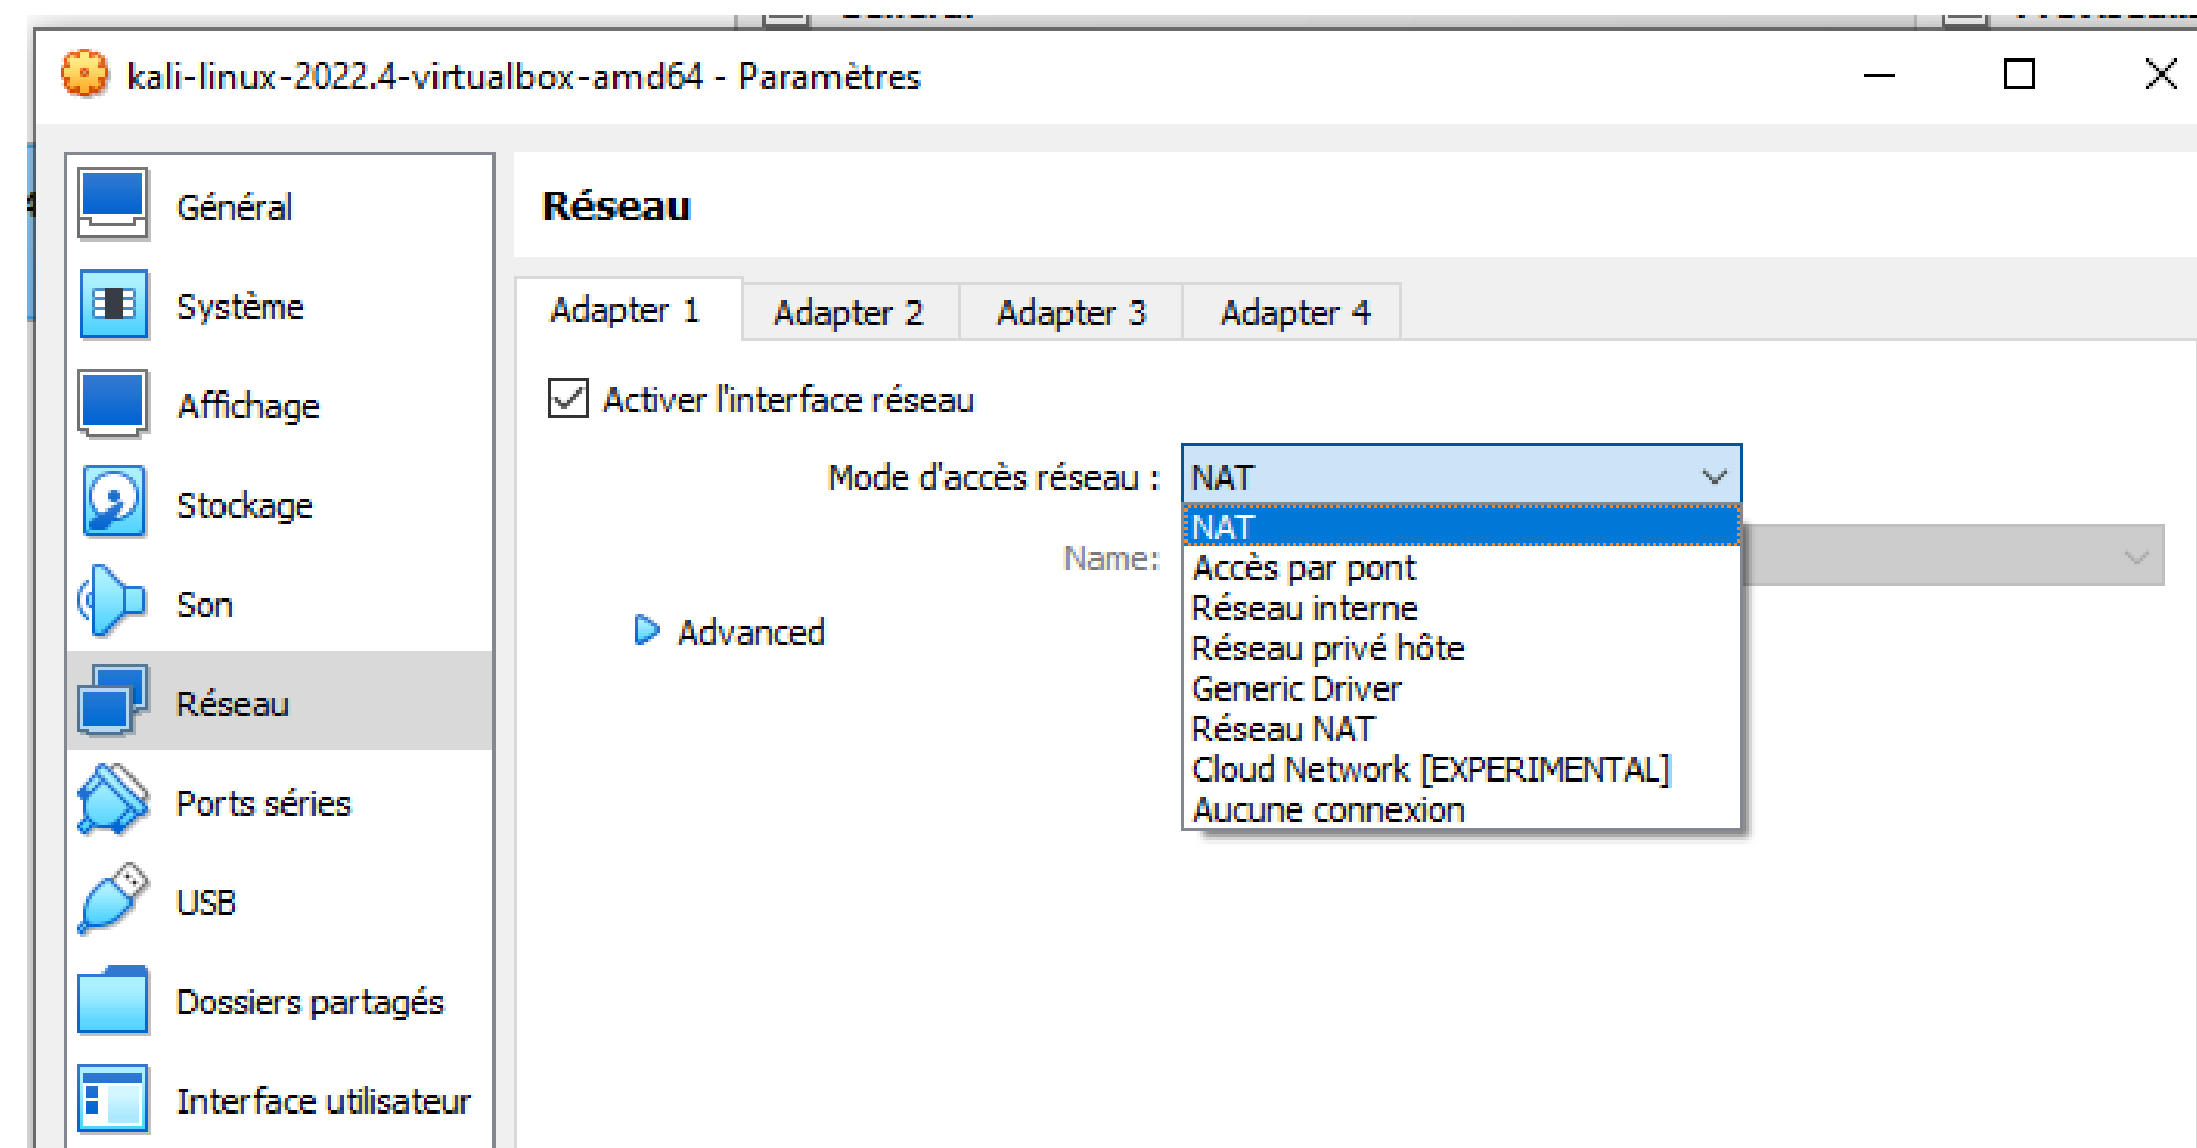 kali-linux-2022.4-virtualbox-amd64 - Paramètres
Général
Système
Affichage
Stockage
Son
Réseau
Ports séries
USB
Dossiers partagés
Interface utilisateur
Réseau
Adapter 1 Adapter 2 Adapter 3 Adapter 4
Activer l'interface réseau
Mode d'accès réseau : NAT
NAT
Accès par pont
Réseau interne
Réseau privé hôte
Generic Driver
Réseau NAT
Cloud Network [EXPERIMENTAL]
Aucune connexion
Name:
Advanced